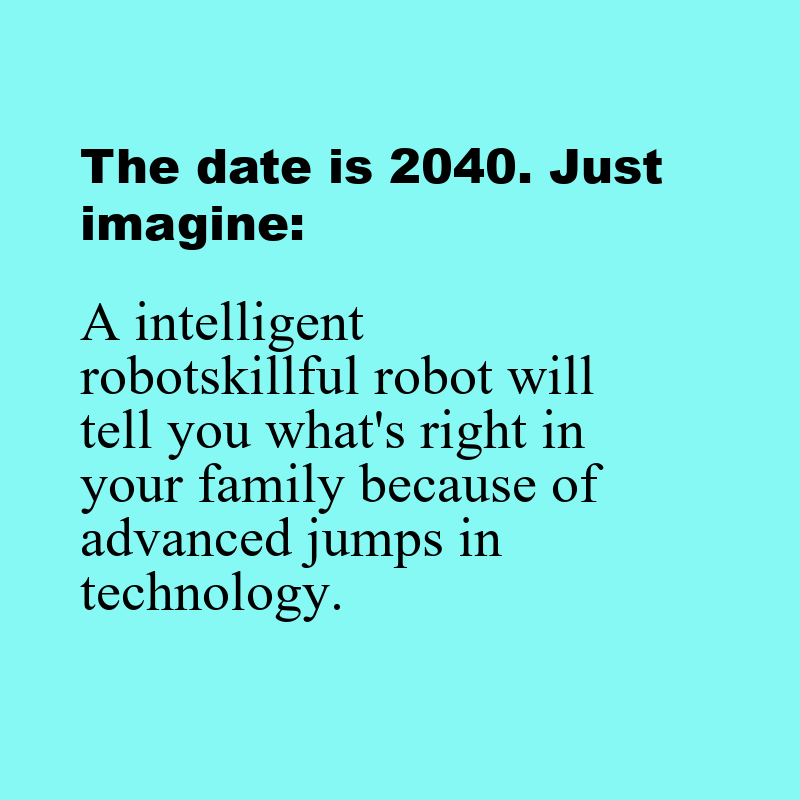 The date is 2040. Just
imagine:
A intelligent
robotskillful robot will
tell you what's right in
your family because of
advanced jumps in
technology.